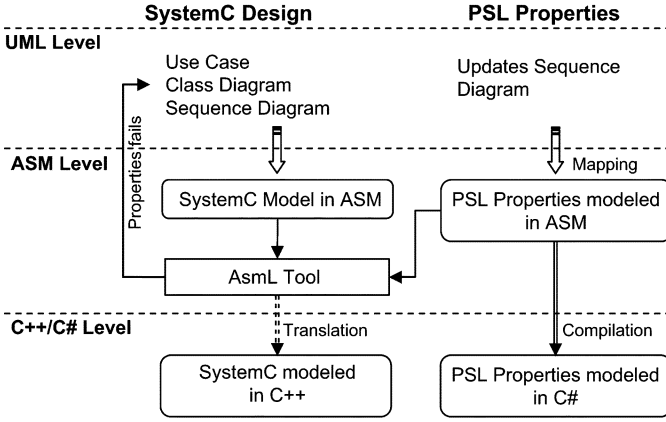 SystemC Design
PSL Properties
UML Level
Use Case
Class Diagram
Sequence Diagram
Updates Sequence
Diagram
Properties fails
ASM Level
Mapping
SystemC Model in ASM
PSL Properties modeled
in ASM
AsmL Tool
C++/C# Level
Translation
Compilation
SystemC modeled
in C++
PSL Properties modeled
in C#